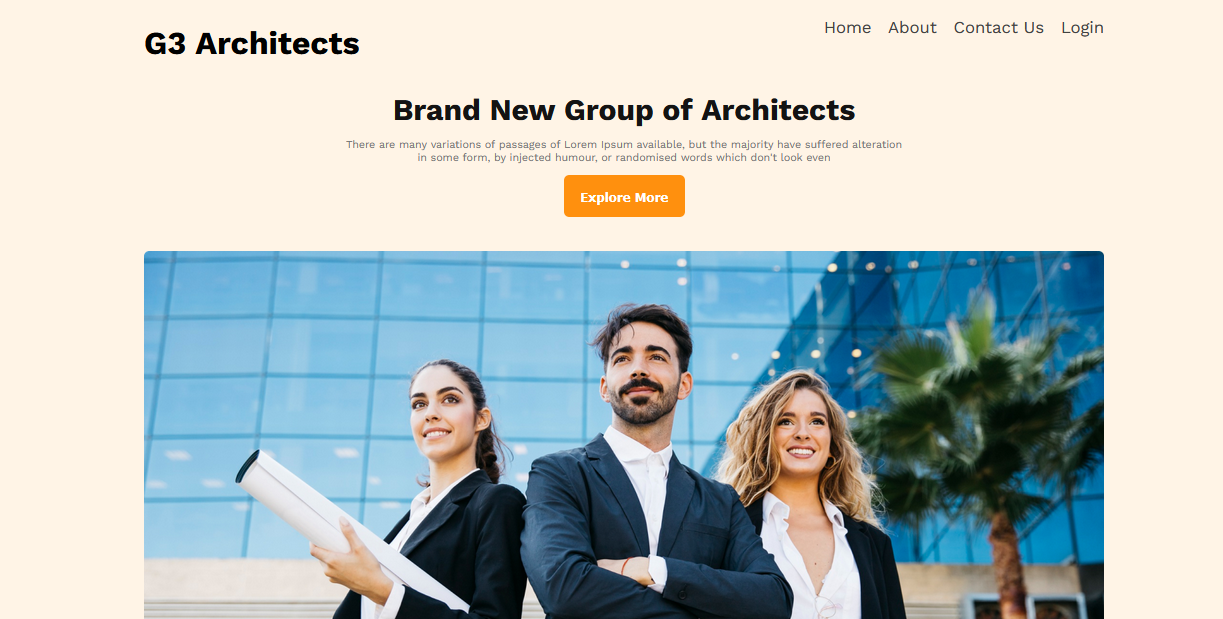 G3 Architects
Home About Contact Us Login
Brand New Group of Architects
There are many variations of passages of Lorem Ipsum available, but the majority have suffered alteration
in some form, by injected humour, or randomised words which don't look even
Explore More